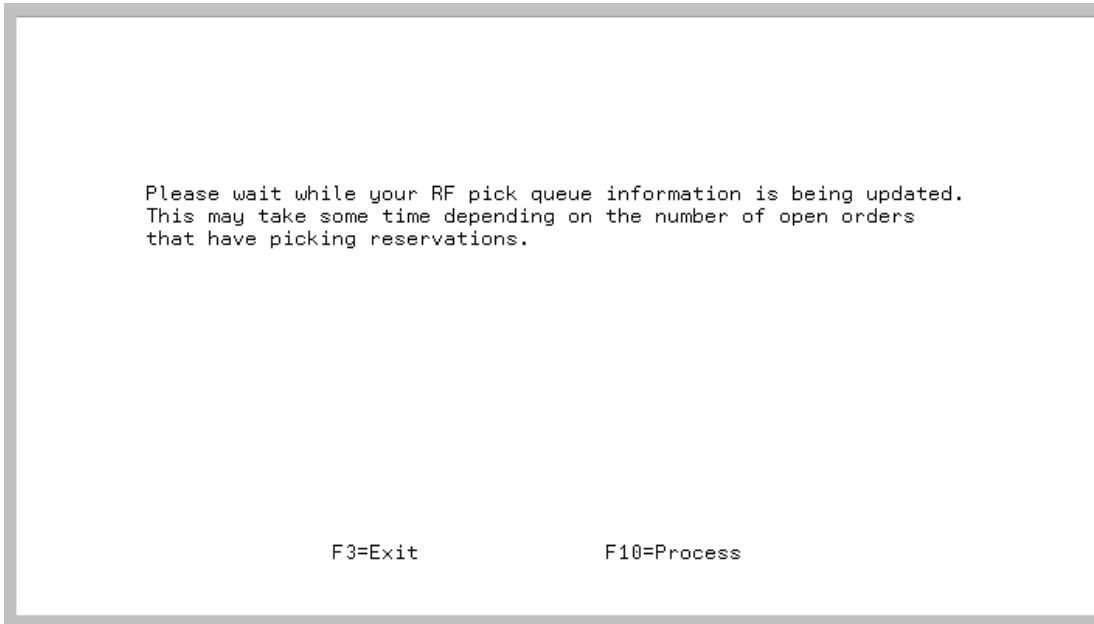 Please wait while your RF pick queue information is being updated.
This may take some time depending on the number of open orders
that have picking reservations.
F3=Exit F10=Process